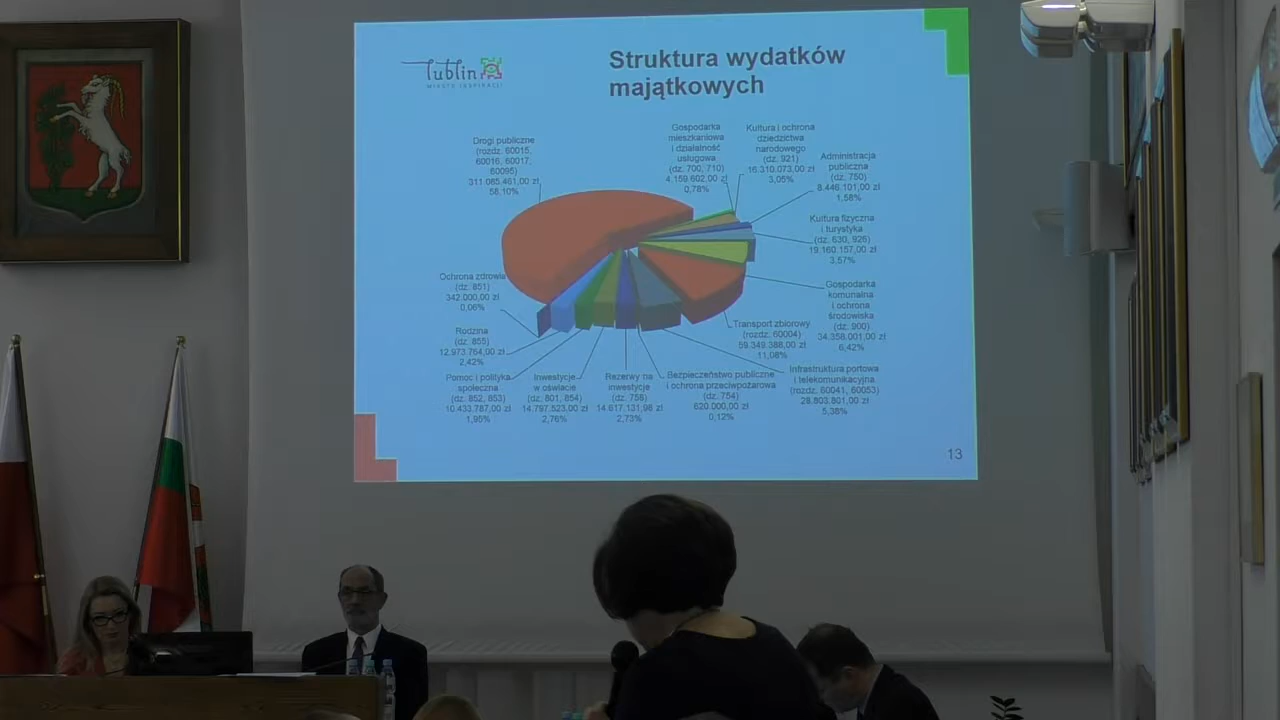 lublin
MIASTO INSPIRACJI
Struktura wydatków
majątkowych
Drogi publiczne
(rozdz. 60015,
60016, 60017,
60095)
311.085.461,00 zł
58,10%
Gospodarka
mieszkaniowa
i działalność
usługowa
(dz. 700, 710)
4.159.602,00 zł
0,78%
Kultura i ochrona
dziedzictwa
narodowego
(dz. 921)
16.310.073,00 zł
3,05%
Administracja
publiczna
(dz. 750)
8.446.101,00 zł
1,58%
Kultura fizyczna
i turystyka
(dz. 630, 926)
19.160.157,00 zł
3,57%
Gospodarka
komunalna
i ochrona
środowiska
(dz. 900)
34.358.001,00 zł
6,42%
Ochrona zdrowia
(dz. 851)
342.000,00 zł
0,06%
Rodzina
(dz. 855)
12.973.764,00 zł
2,42%
Pomoc i polityka
społeczna
(dz. 852, 853)
10.433.787,00 zł
1,95%
Inwestycje
w oświacie
(dz. 801, 854)
14.797.523,00 zł
2,76%
Rezerwy na
inwestycje
(dz. 758)
14.617.131,98 zł
2,73%
Bezpieczeństwo publiczne
i ochrona przeciwpożarowa
(dz. 754)
620.000,00 zł
0,12%
Transport zbiorowy
(rozdz. 60004)
59.349.388,00 zł
11,08%
Infrastruktura portowa
i telekomunikacyjna
(rozdz. 60041, 60053)
28.803.801,00 zł
5,38%
13